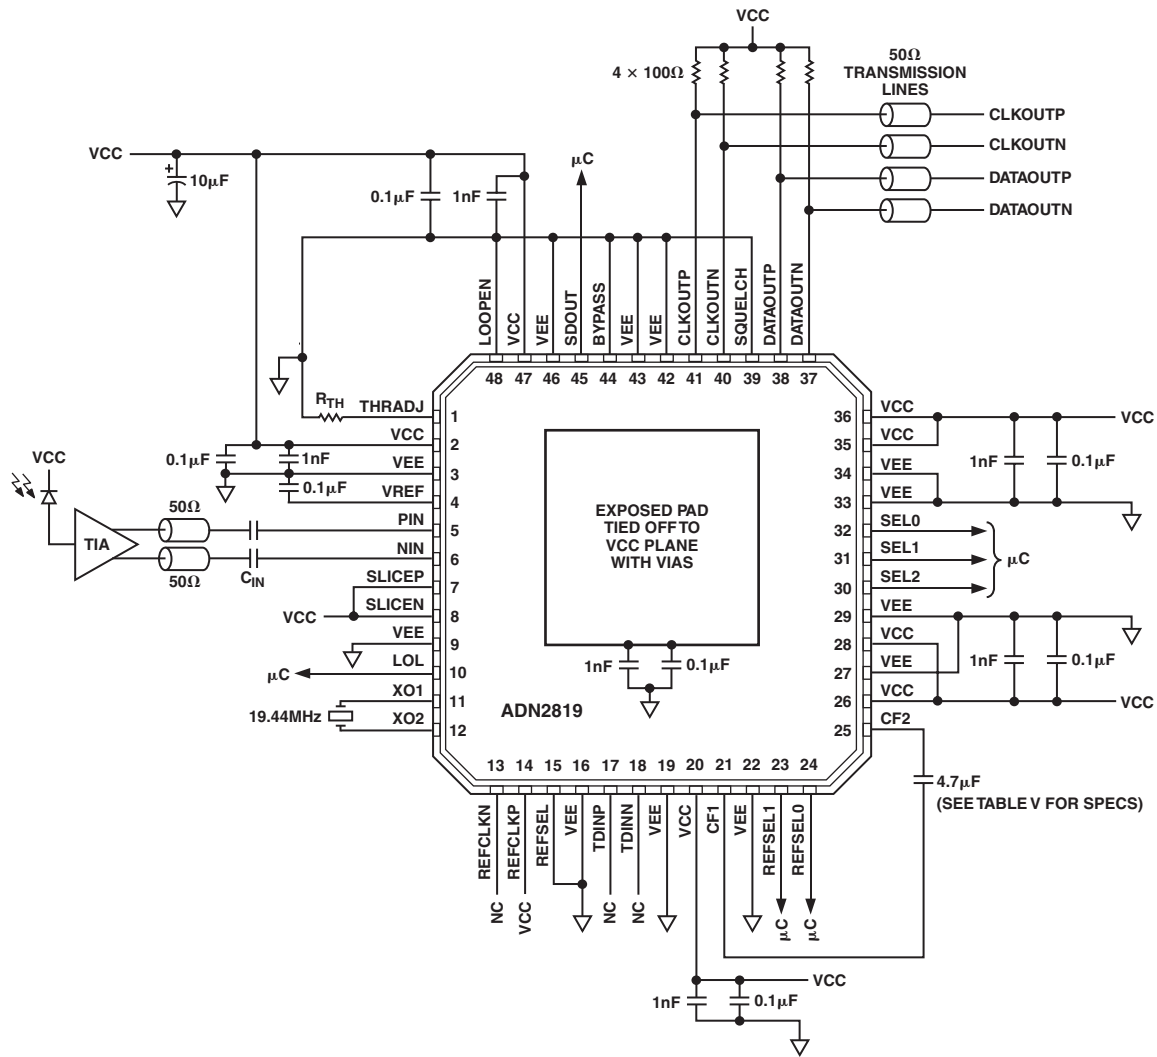 VCC
4 × 100Ω
50Ω
TRANSMISSION
LINES
CLKOUTP
CLKOUTN
DATAOUTP
DATAOUTN
VCC
10μF
0.1μF
1nF
μC
LOOPEN
VCC
VEE
SDOUT
BYPASS
VEE
VEE
CLKOUTP
CLKOUTN
SQUELCH
DATAOUTP
DATAOUTN
48
47
46
45
44
43
42
41
40
39
38
37
RTH
THRADJ
1
VCC
2
0.1μF
1nF
VEE
3
0.1μF
VREF
4
VCC
50Ω
PIN
5
TIA
NIN
6
50Ω
CIN
SLICEP
7
VCC
SLICEN
8
VEE
9
μC
LOL
10
XO1
11
19.44MHz
XO2
12
EXPOSED PAD
TIED OFF TO
VCC PLANE
WITH VIAS
1nF
0.1μF
ADN2819
36
VCC
VCC
35
VCC
1nF
0.1μF
34
VEE
33
VEE
32
SEL0
31
SEL1
μC
30
SEL2
29
VEE
28
VCC
1nF
0.1μF
27
VEE
26
VCC
VCC
25
CF2
4.7μF
(SEE TABLE V FOR SPECS)
13
14
15
16
17
18
19
20
21
22
23
24
REFCLKN
REFCLKP
REFSEL
VEE
TDINP
TDINN
VEE
VCC
CF1
VEE
REFSEL1
REFSEL0
NC
VCC
NC
NC
μC
μC
VCC
1nF
0.1μF